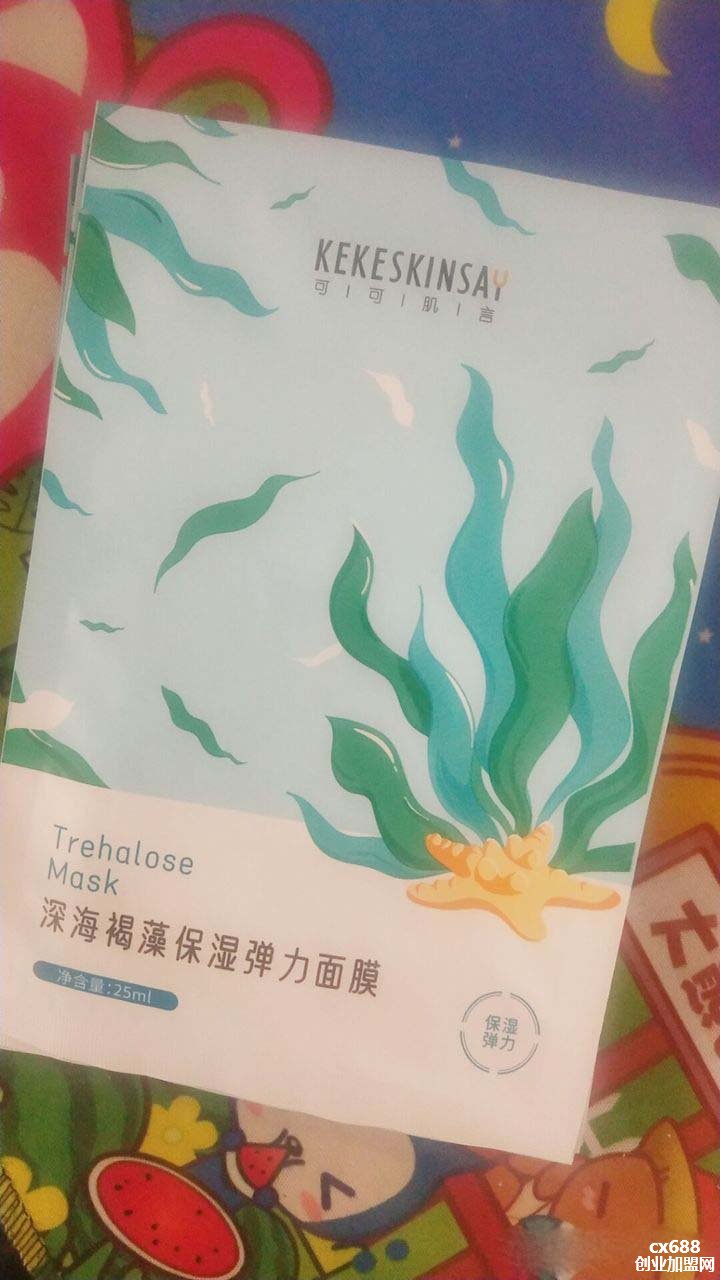 KEKESKINSAY
可 | 可 | 肌 | 言
Trehalose
Mask
深海褐藻保湿弹力面膜
净含量:25ml
保湿
弹力
cx688
创业加盟网